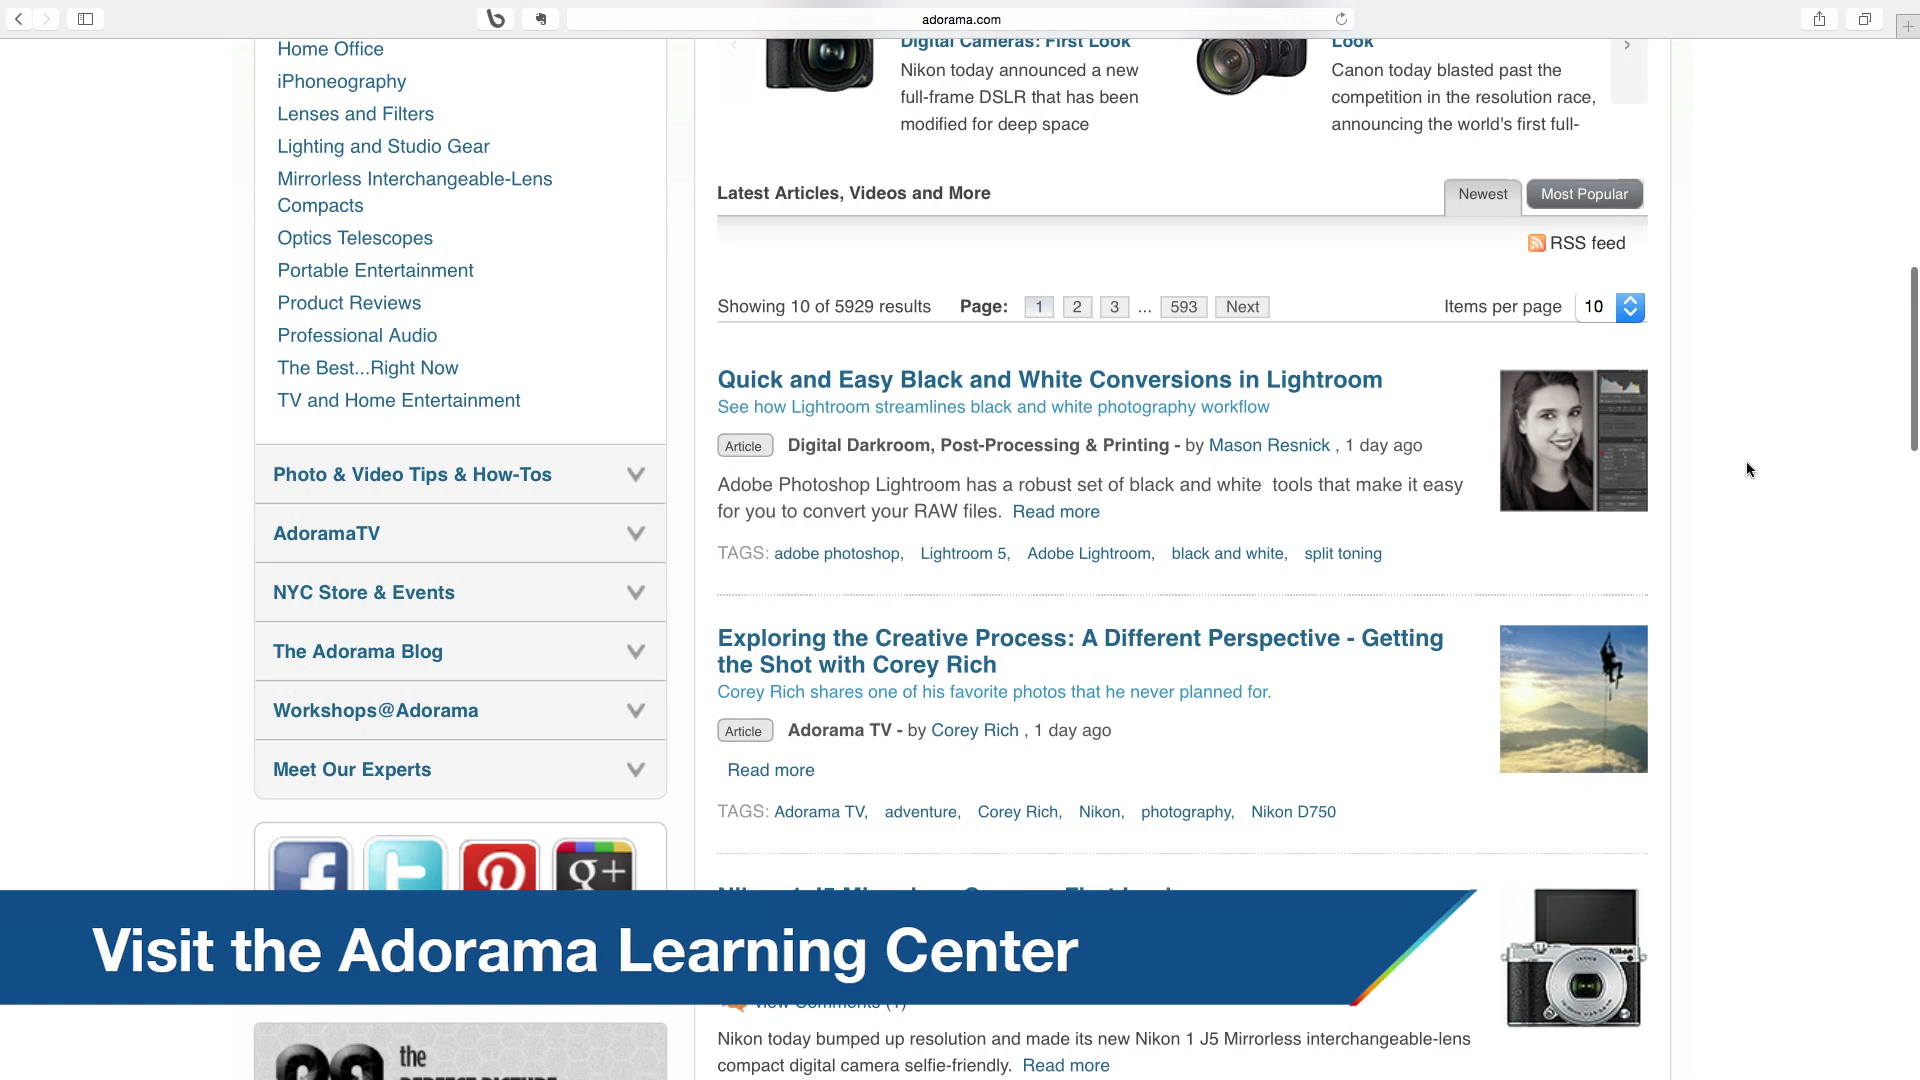 adorama.com
Home Office
iPhoneography
Lenses and Filters
Lighting and Studio Gear
Mirrorless Interchangeable-Lens
Compacts
Optics Telescopes
Portable Entertainment
Product Reviews
Professional Audio
The Best...Right Now
TV and Home Entertainment
Photo & Video Tips & How-Tos
AdoramaTV
NYC Store & Events
The Adorama Blog
Workshops@Adorama
Meet Our Experts
the
Digital Cameras: First Look
Nikon today announced a new
full-frame DSLR that has been
modified for deep space
Look
Canon today blasted past the
competition in the resolution race,
announcing the world's first full-
Latest Articles, Videos and More
Newest
Most Popular
RSS feed
Showing 10 of 5929 results Page: 1 2 3 ... 593 Next
Items per page 10
Quick and Easy Black and White Conversions in Lightroom
See how Lightroom streamlines black and white photography workflow
Article Digital Darkroom, Post-Processing & Printing - by Mason Resnick , 1 day ago
Adobe Photoshop Lightroom has a robust set of black and white tools that make it easy
for you to convert your RAW files. Read more
TAGS: adobe photoshop, Lightroom 5, Adobe Lightroom, black and white, split toning
Exploring the Creative Process: A Different Perspective - Getting
the Shot with Corey Rich
Corey Rich shares one of his favorite photos that he never planned for.
Article Adorama TV - by Corey Rich , 1 day ago
Read more
TAGS: Adorama TV, adventure, Corey Rich, Nikon, photography, Nikon D750
Visit the Adorama Learning Center
View Comments (1)
Nikon today bumped up resolution and made its new Nikon 1 J5 Mirrorless interchangeable-lens
compact digital camera selfie-friendly. Read more